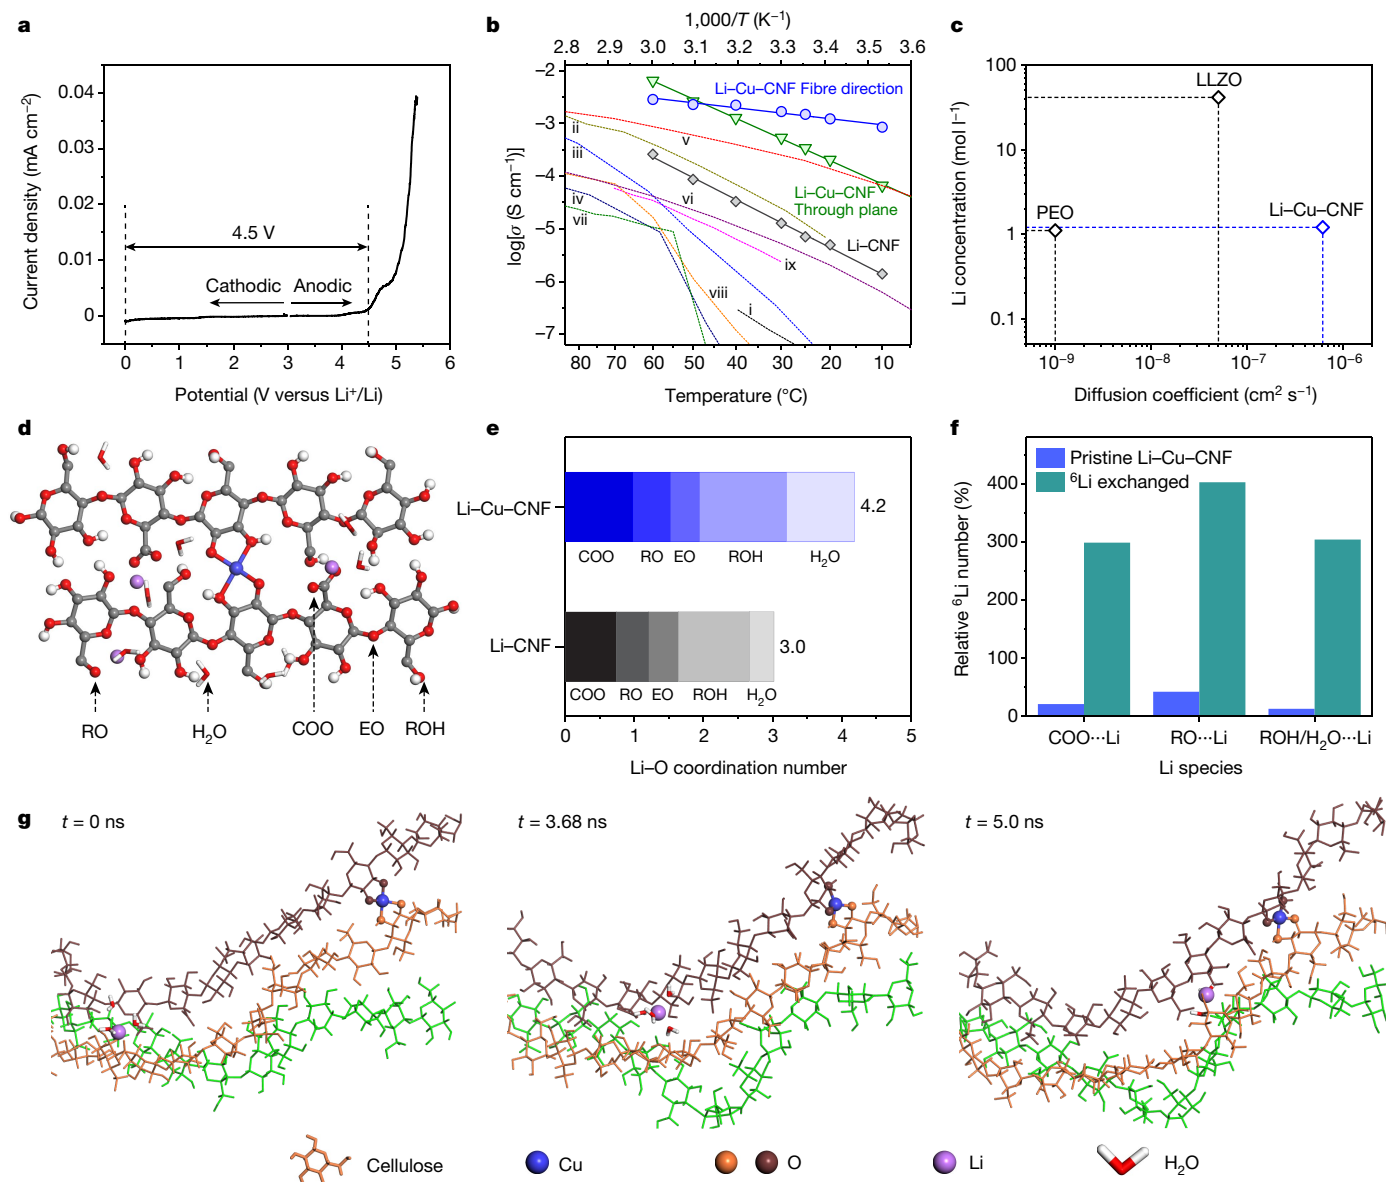 a
Current density (mA cm−2)
0.04
0.03
0.02
0.01
0
4.5 V
Cathodic
Anodic
0 1 2 3 4 5 6
Potential (V versus Li+/Li)
b
1,000/T (K−1)
2.8 2.9 3.0 3.1 3.2 3.3 3.4 3.5 3.6
log[σ (S cm−1)]
−2
−3
−4
−5
−6
−7
Li–Cu–CNF Fibre direction
ii
iii
v
iv
vi
vii
Li–Cu–CNF
Through plane
Li–CNF
ix
viii
i
80 70 60 50 40 30 20 10
Temperature (°C)
c
Li concentration (mol l−1)
100
10
1
0.1
LLZO
PEO
Li–Cu–CNF
10−9 10−8 10−7 10−6
Diffusion coefficient (cm2 s−1)
d
RO
H2O
COO
EO
ROH
e
Li–Cu–CNF
4.2
COO RO EO ROH H2O
Li–CNF
3.0
COO RO EO ROH H2O
0 1 2 3 4 5
Li–O coordination number
f
Relative 6Li number (%)
Pristine Li–Cu–CNF
6Li exchanged
400
300
200
100
0
COO···Li RO···Li ROH/H2O···Li
Li species
g
t = 0 ns
t = 3.68 ns
t = 5.0 ns
Cellulose
Cu
O
Li
H2O